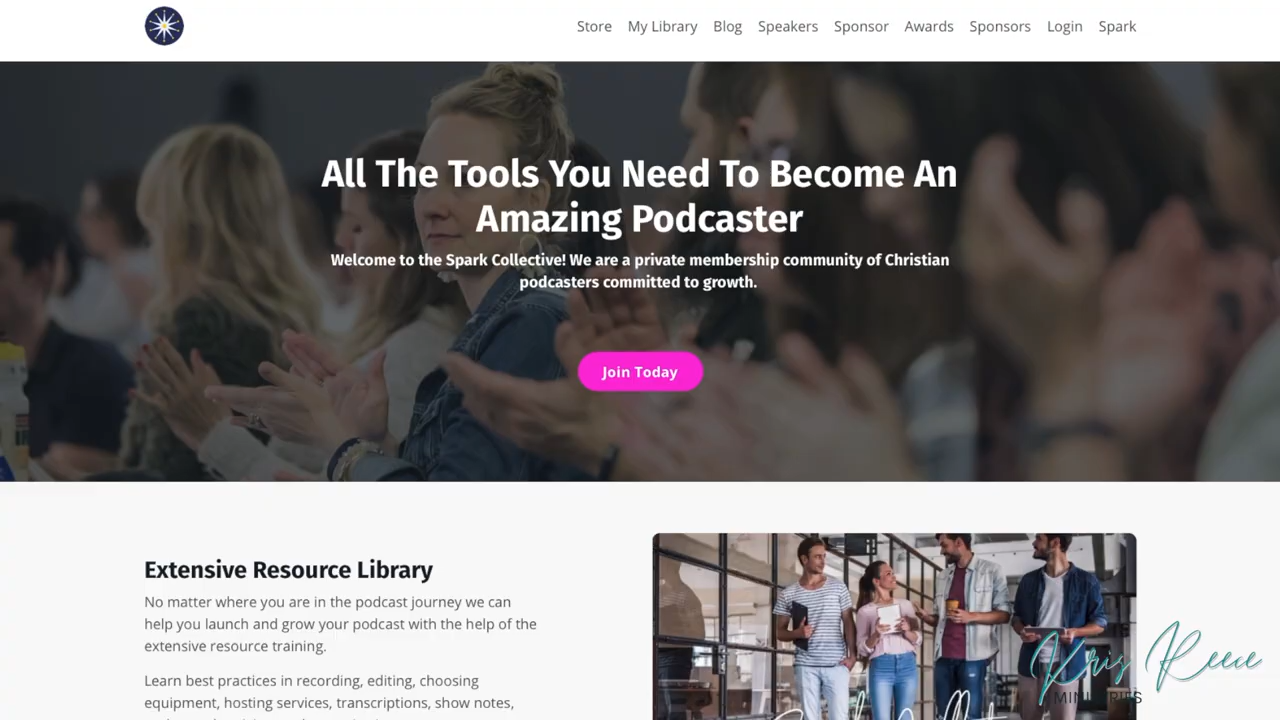 Store My Library Blog Speakers Sponsor Awards Sponsors Login Spark
All The Tools You Need To Become An
Amazing Podcaster
Welcome to the Spark Collective! We are a private membership community of Christian
podcasters committed to growth.
Join Today
Extensive Resource Library
No matter where you are in the podcast journey we can
help you launch and grow your podcast with the help of the
extensive resource training.
Learn best practices in recording, editing, choosing
equipment, hosting services, transcriptions, show notes,
Kris Reece
MINISTRIES